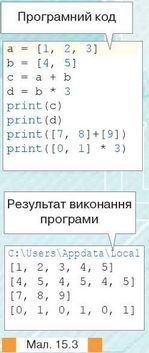 Програмний код
a = [1, 2, 3]
b = [4, 5]
c = a + b
d = b * 3
print(c)
print(d)
print([7, 8]+[9])
print([0, 1] * 3)
Результат виконання
програми
C:\Users\Appdata\Local
[1, 2, 3, 4, 5]
[4, 5, 4, 5, 4, 5]
[7, 8, 9]
[0, 1, 0, 1, 0, 1]
Мал. 15.3